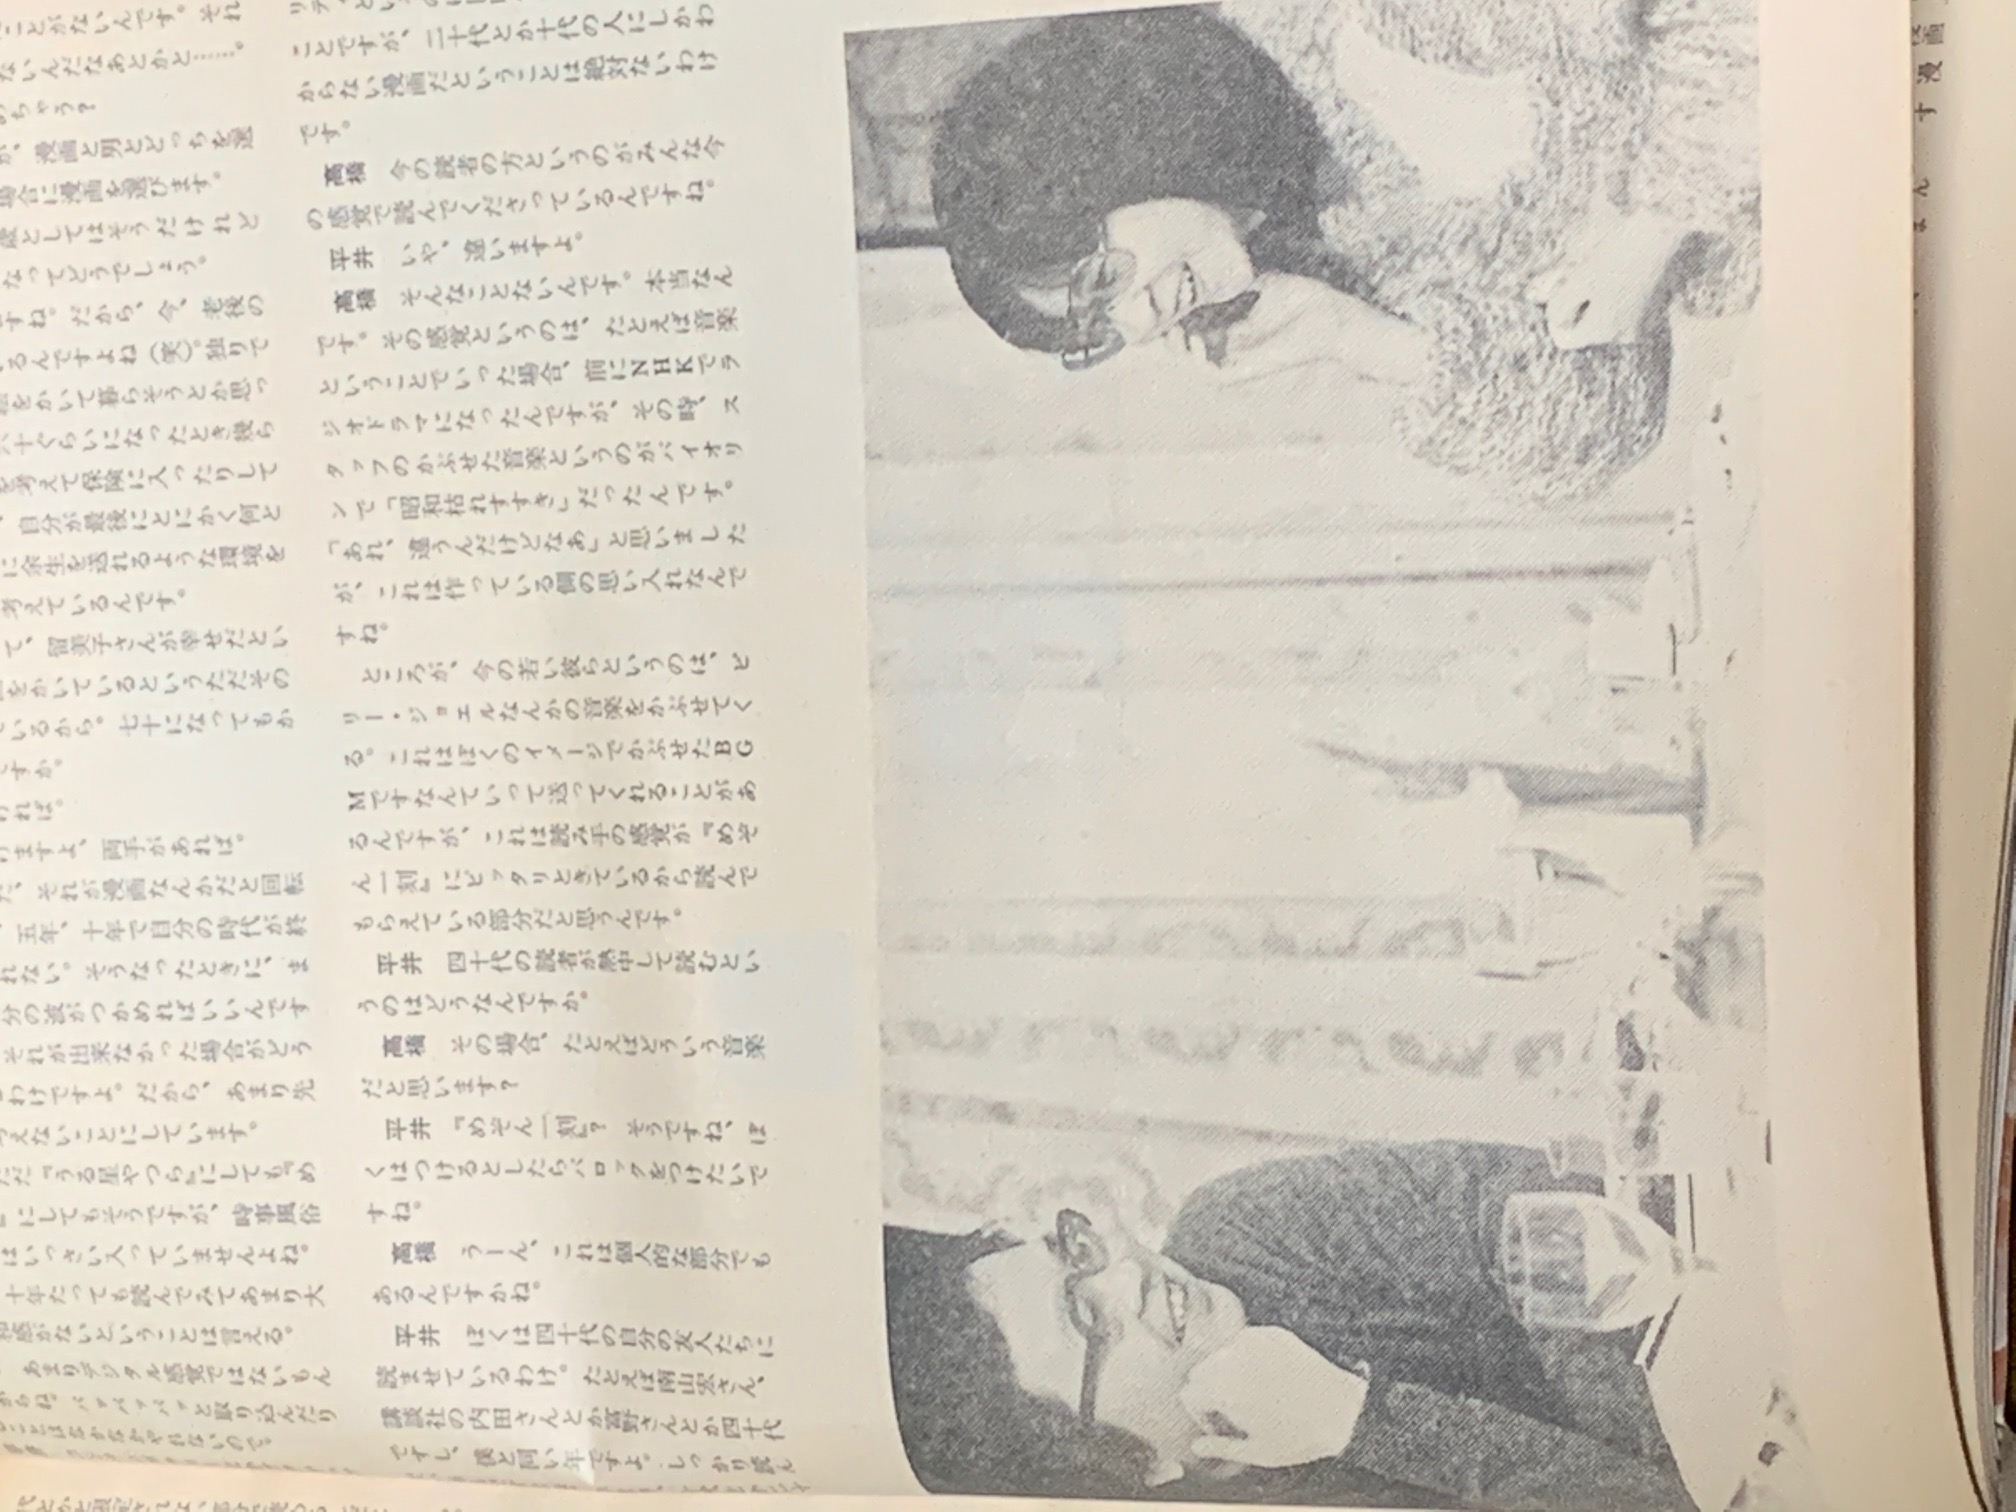 ことがないんです。それ
ないんだなあとかと……。
めちゃう?
が、漫画と男とどっちを選
場合に漫画を選びます。
歳としてはそうだけれど
なってどうでしょう。
ますね。だから、今、老後の
いるんですよね(笑)。独りで
絵をかいて暮らそうとか思っ
六十ぐらいになったとき幾ら
を考えて保険に入ったりして
、自分が最後にとにかく何と
に余生を送れるような環境を
考えているんです。
て、留美子さんが幸せだとい
画をかいているというただその
ているから。七十になってもか
ですか。
ければ。
けますよ、両手があれば。
だ、それが漫画なんかだと回転
、五年、十年で自分の時代が終
れない。そうなったときに、ま
分の波がつかめればいいんです
それが出来なかった場合がどう
わけですよ。だから、あまり先
考えないことにしています。
ただ『うる星やつら』にしても『め
』にしてもそうですが、時事風俗
はいっさい入っていませんよね。
十年たっても読んでみてあまり大
和感がないということは言える。
あまりデジタル感覚ではないもん
からね。パッパッパッと取り込んだり
ことはなかなかやれないので。
ことですが、二十代とか十代の人にしかわ
からない漫画だということは絶対ないわけ
です。
高橋　今の読者の方というのがみんな今
の感覚で読んでくださっているんですね。
平井　いや、違いますよ。
高橋　そんなことないんです。本当なん
です。その感覚というのは、たとえば音楽
ということでいった場合、前にNHKでラ
ジオドラマになったんですが、その時、ス
タッフのかぶせた音楽というのがバイオリ
ンで「昭和枯れすすき」だったんです。
「あれ、違うんだけどなぁ」と思いました
が、これは作っている側の思い入れなんで
すね。
ところが、今の若い彼らというのは、ビ
リー・ジョエルなんかの音楽をかぶせてく
る。これはぼくのイメージでかぶせたBG
Mですなんていって送ってくれることがあ
るんですが、これは読み手の感覚が『めぞ
ん一刻』にピッタリときているから読んで
もらえている部分だと思うんです。
平井　四十代の読者が熱中して読むとい
うのはどうなんですか。
高橋　その場合、たとえばどういう音楽
だと思います?
平井　『めぞん一刻』? そうですね、ぼ
くはつけるとしたらバロックをつけたいで
すね。
高橋　うーん、これは個人的な部分でも
あるんですかね。
平井　ぼくは四十代の自分の友人たちに
読ませているわけ。たとえば南山宏さん、
講談社の内田さんとか富野さんとか四十代
ですし、僕と同い年ですよ。しっかり読ん